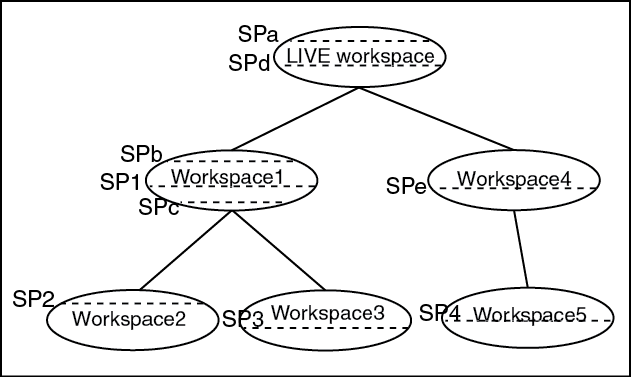 SPa
LIVE workspace
SPd
SPb
Workspace1
SP1
SPc
Workspace4
SPe
SP2
Workspace2
Workspace3
SP3
SP4
Workspace5